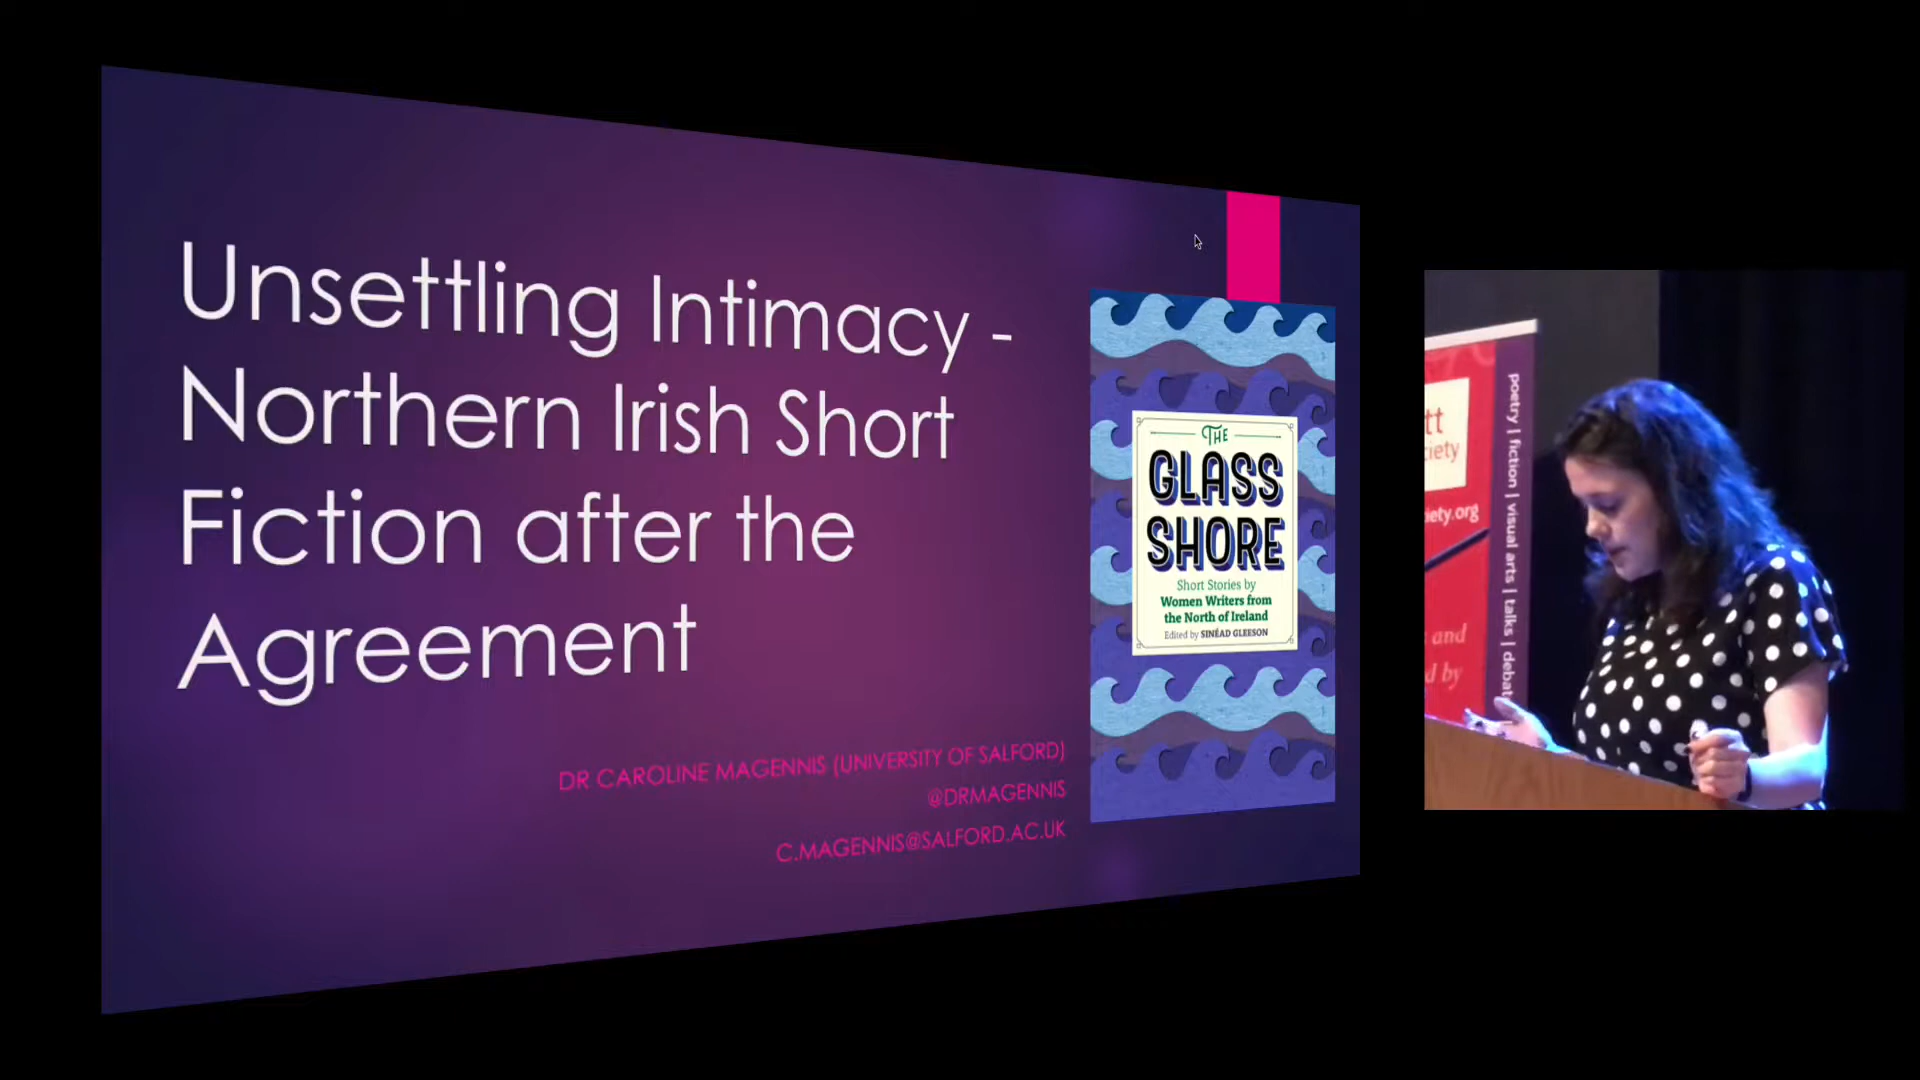 Unsettling Intimacy -
Northern Irish Short
Fiction after the
Agreement
DR CAROLINE MAGENNIS (UNIVERSITY OF SALFORD)
@DRMAGENNIS
C.MAGENNIS@SALFORD.AC.UK
THE
GLASS
SHORE
Short Stories by
Women Writers from
the North of Ireland
Edited by SINÉAD GLEESON
tt
ciety
iety.org
and
d by
poetry | fiction | visual arts | talks | debat